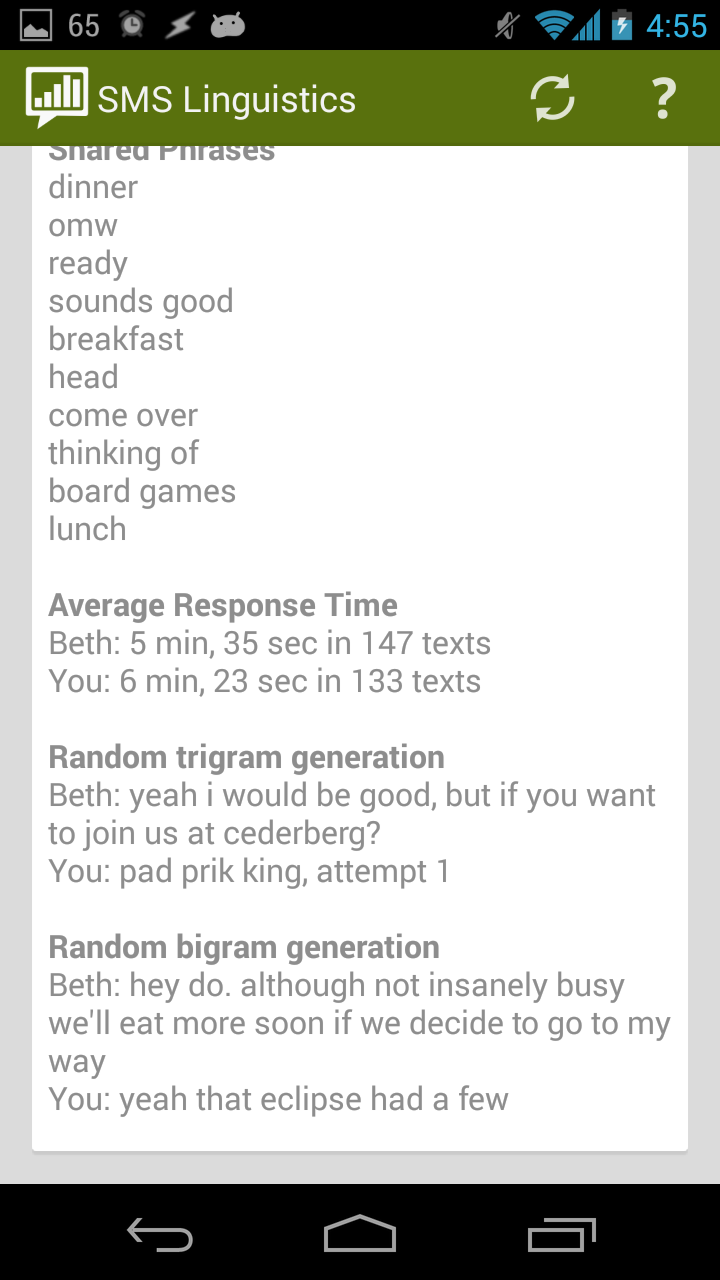 65
4:55
SMS Linguistics
?
Shared Phrases
dinner
omw
ready
sounds good
breakfast
head
come over
thinking of
board games
lunch
Average Response Time
Beth: 5 min, 35 sec in 147 texts
You: 6 min, 23 sec in 133 texts
Random trigram generation
Beth: yeah i would be good, but if you want
to join us at cederberg?
You: pad prik king, attempt 1
Random bigram generation
Beth: hey do. although not insanely busy
we'll eat more soon if we decide to go to my
way
You: yeah that eclipse had a few